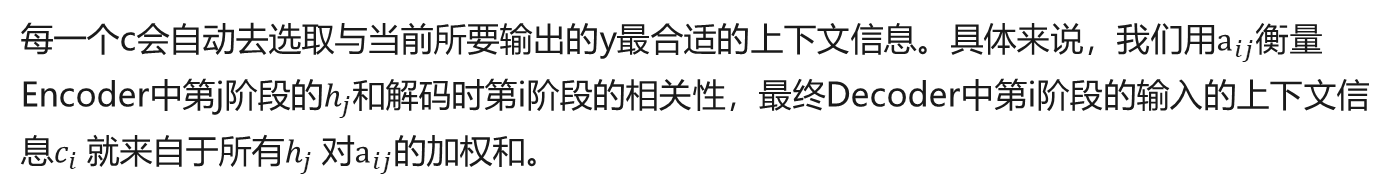 每一个c会自动去选取与当前所要输出的y最合适的上下文信息。具体来说，我们用a_{ij}衡量
Encoder中第j阶段的h_j和解码时第i阶段的相关性，最终Decoder中第i阶段的输入的上下文信
息c_i 就来自于所有h_j 对a_{ij}的加权和。